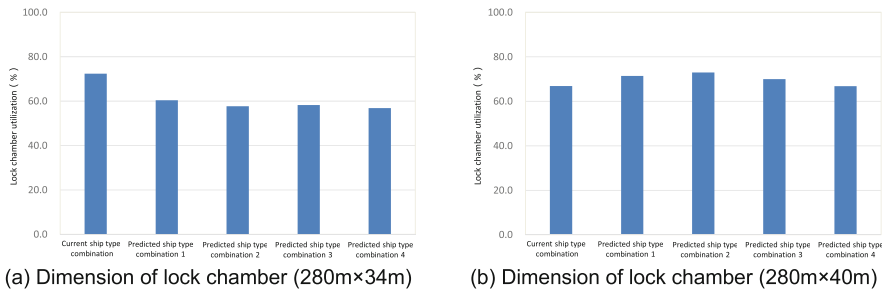 100.0
80.0
60.0
40.0
20.0
0.0
Lock chamber utilization ( % )
Current ship type combination
Predicted ship type combination 1
Predicted ship type combination 2
Predicted ship type combination 3
Predicted ship type combination 4
(a) Dimension of lock chamber (280m×34m)
100.0
80.0
60.0
40.0
20.0
0.0
Lock chamber utilization ( % )
Current ship type combination
Predicted ship type combination 1
Predicted ship type combination 2
Predicted ship type combination 3
Predicted ship type combination 4
(b) Dimension of lock chamber (280m×40m)